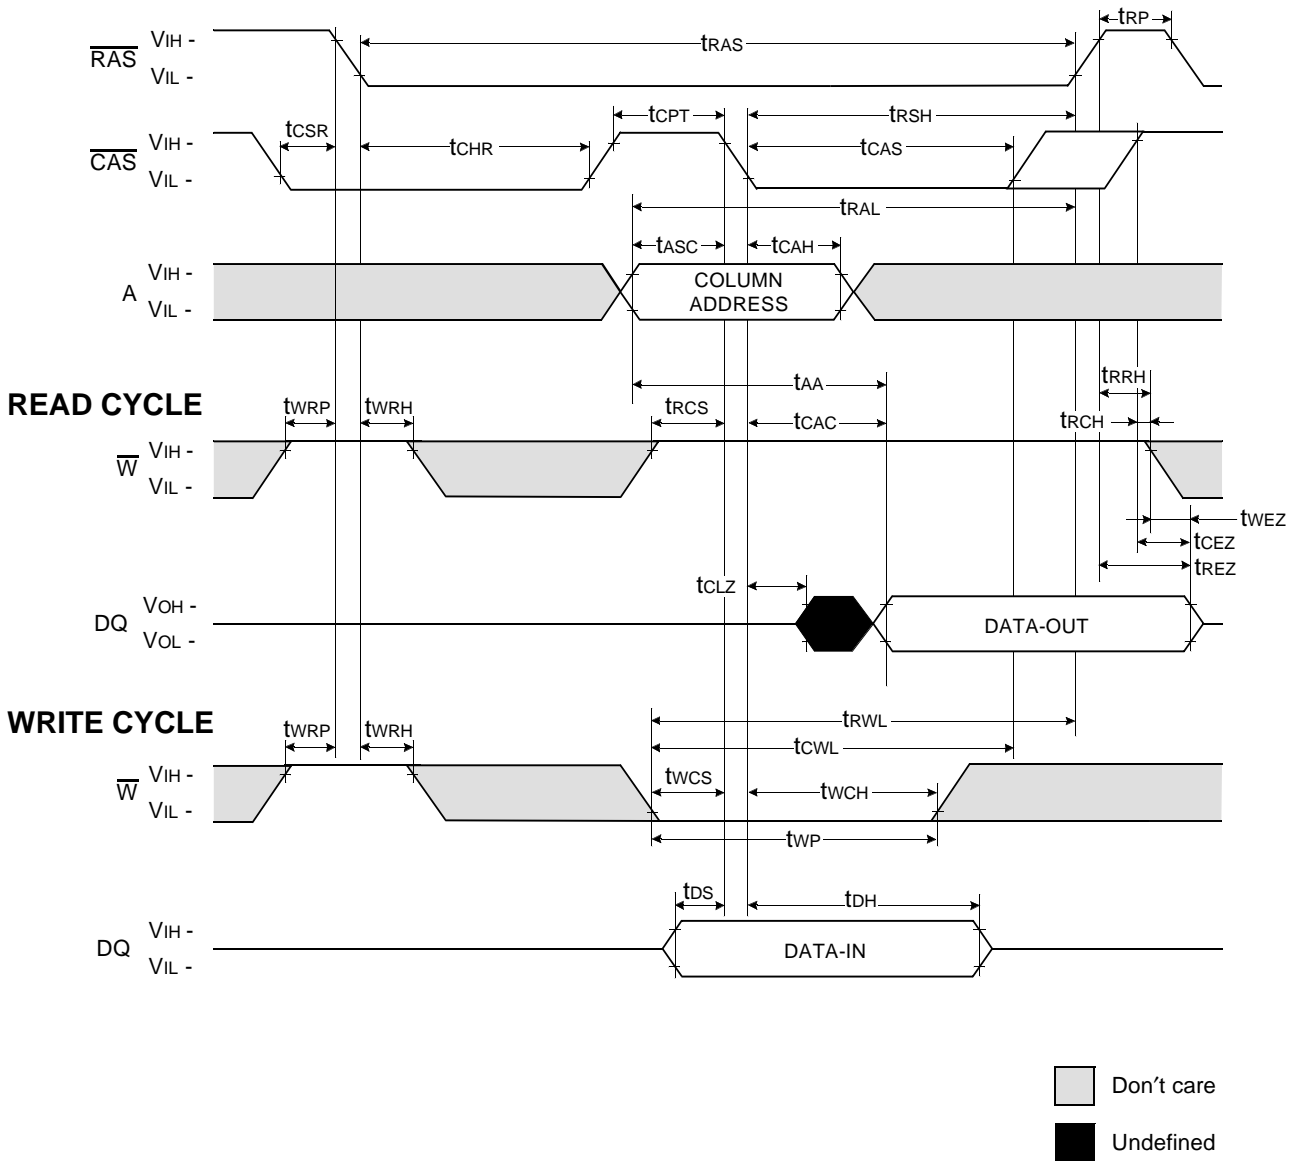 tRP
VIH -
RAS
tRAS
VIL -
tCPT
tRSH
tCSR
VIH -
CAS
tCHR
tCAS
VIL -
tRAL
tASC
tCAH
VIH -
A
COLUMN
ADDRESS
VIL -
tAA
tRRH
READ CYCLE
tWRP
tWRH
tRCS
tCAC
tRCH
VIH -
W
VIL -
tWEZ
tCEZ
tREZ
tCLZ
VOH -
DQ
DATA-OUT
VOL -
WRITE CYCLE
tWRP
tWRH
tRWL
tCWL
VIH -
W
tWCS
tWCH
VIL -
tWP
tDS
tDH
VIH -
DQ
DATA-IN
VIL -
Don′t care
Undefined